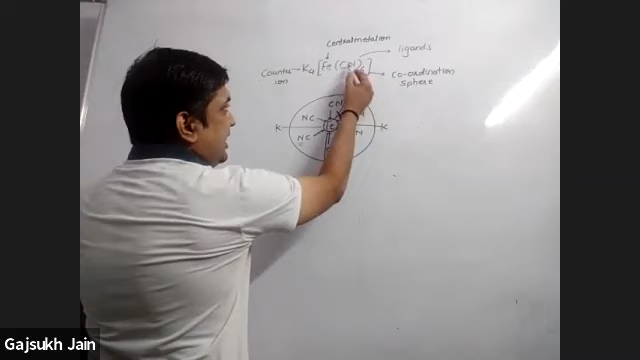 central metal ion
ligands
Counter → K4[Fe(CN)6]
ion
Co-ordination
sphere
CN
NC
K
K
NC
N
Gajsukh Jain